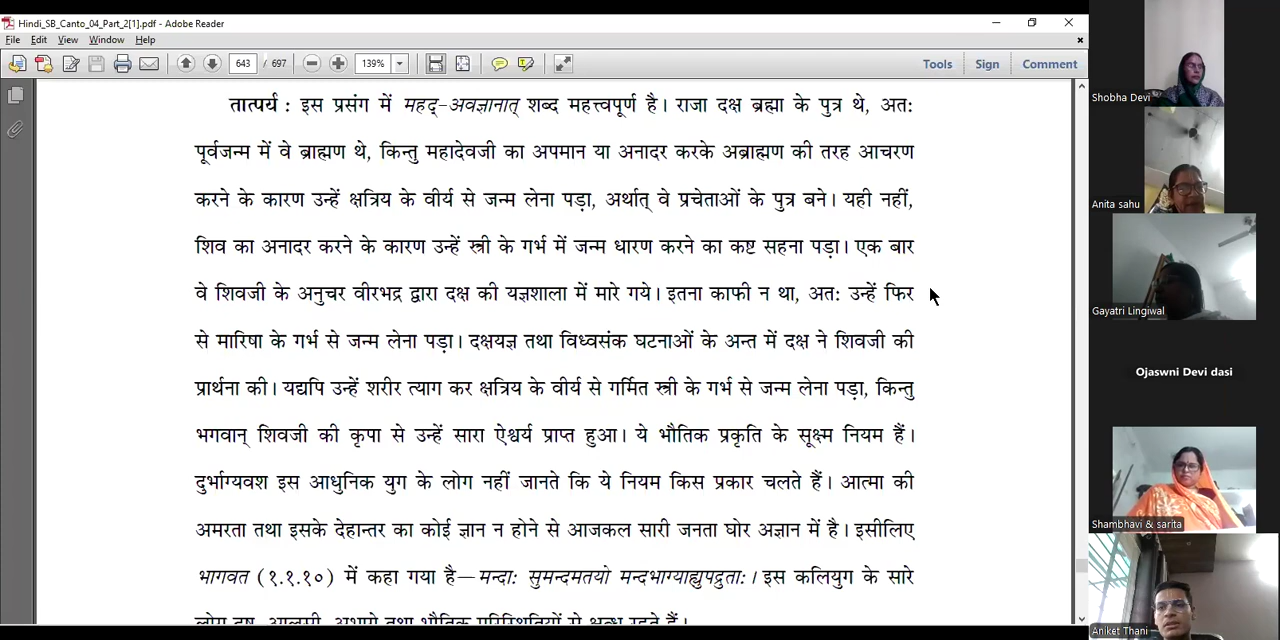 Hindi_SB_Canto_04_Part_2[1].pdf - Adobe Reader
File Edit View Window Help
643 / 697 139% Tools Sign Comment
तात्पर्य : इस प्रसंग में महद्-अवज्ञानात् शब्द महत्त्वपूर्ण है। राजा दक्ष ब्रह्मा के पुत्र थे, अतः
पूर्वजन्म में वे ब्राह्मण थे, किन्तु महादेवजी का अपमान या अनादर करके अब्राह्मण की तरह आचरण
करने के कारण उन्हें क्षत्रिय के वीर्य से जन्म लेना पड़ा, अर्थात् वे प्रचेताओं के पुत्र बने। यही नहीं,
शिव का अनादर करने के कारण उन्हें स्त्री के गर्भ में जन्म धारण करने का कष्ट सहना पड़ा। एक बार
वे शिवजी के अनुचर वीरभद्र द्वारा दक्ष की यज्ञशाला में मारे गये। इतना काफी न था, अतः उन्हें फिर
से मारिषा के गर्भ से जन्म लेना पड़ा। दक्षयज्ञ तथा विध्वसंक घटनाओं के अन्त में दक्ष ने शिवजी की
प्रार्थना की। यद्यपि उन्हें शरीर त्याग कर क्षत्रिय के वीर्य से गर्मित स्त्री के गर्भ से जन्म लेना पड़ा, किन्तु
भगवान् शिवजी की कृपा से उन्हें सारा ऐश्वर्य प्राप्त हुआ। ये भौतिक प्रकृति के सूक्ष्म नियम हैं।
दुर्भाग्यवश इस आधुनिक युग के लोग नहीं जानते कि ये नियम किस प्रकार चलते हैं। आत्मा की
अमरता तथा इसके देहान्तर का कोई ज्ञान न होने से आजकल सारी जनता घोर अज्ञान में है। इसीलिए
भागवत (१.१.१०) में कहा गया है—मन्दाः सुमन्दमतयो मन्दभाग्याह्युपद्रुताः। इस कलियुग के सारे
लोग दुष्ट, आलसी, अभागे तथा भौतिक परिस्थितियों से क्षुब्ध रहते हैं।
Shobha Devi
Anita sahu
Gayatri Lingiwal
Ojaswni Devi dasi
Shambhavi & sarita
Aniket Thani